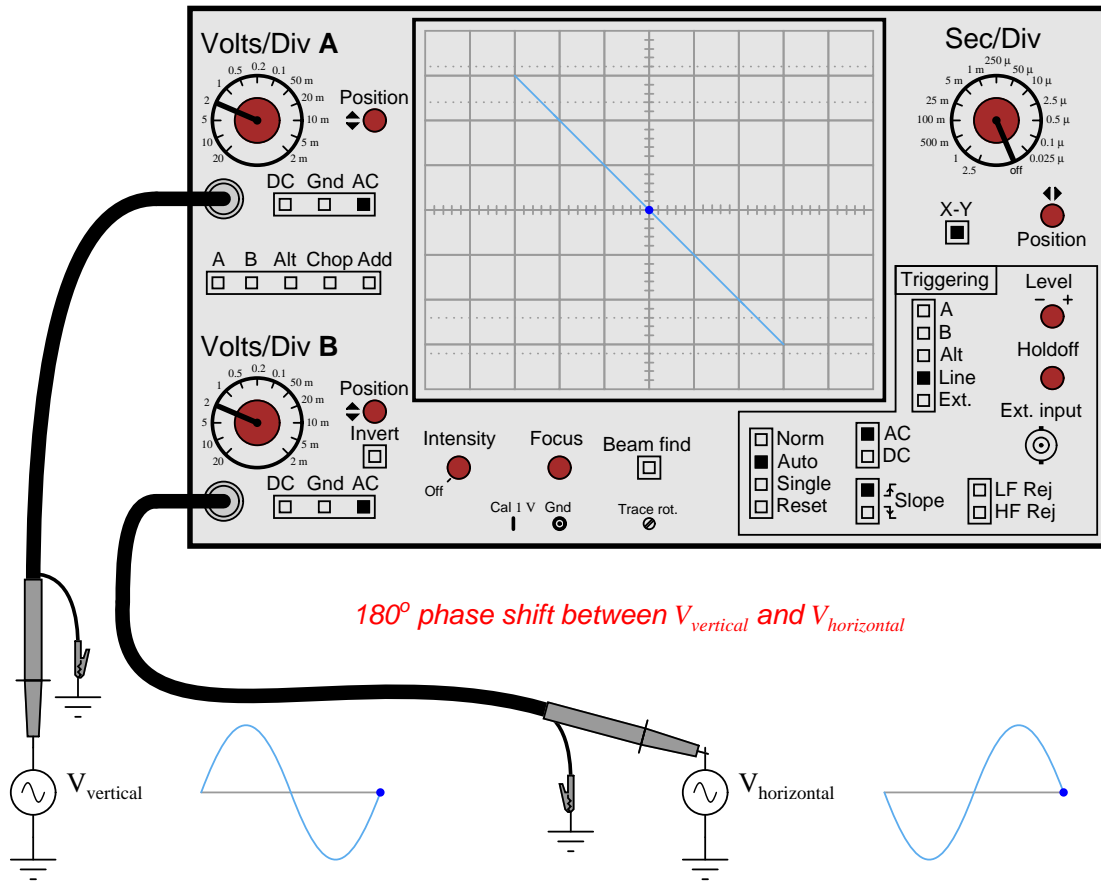 Volts/Div A
20 10 5 2 1 0.5 0.2 0.1 50 m 20 m 10 m 5 m 2 m
Position
DC Gnd AC
A B Alt Chop Add
Volts/Div B
20 10 5 2 1 0.5 0.2 0.1 50 m 20 m 10 m 5 m 2 m
Position
Invert
DC Gnd AC
Intensity
Off
Focus
Beam find
Cal 1 V Gnd
Trace rot.
Sec/Div
2.5 1 500 m 100 m 25 m 5 m 1 m 250 µ 50 µ 10 µ 2.5 µ 0.5 µ 0.1 µ 0.025 µ off
X-Y
Position
Triggering
A
B
Alt
Line
Ext.
Level
− +
Holdoff
Ext. input
Norm
Auto
Single
Reset
AC
DC
Slope
LF Rej
HF Rej
180° phase shift between Vvertical and Vhorizontal
Vvertical
Vhorizontal